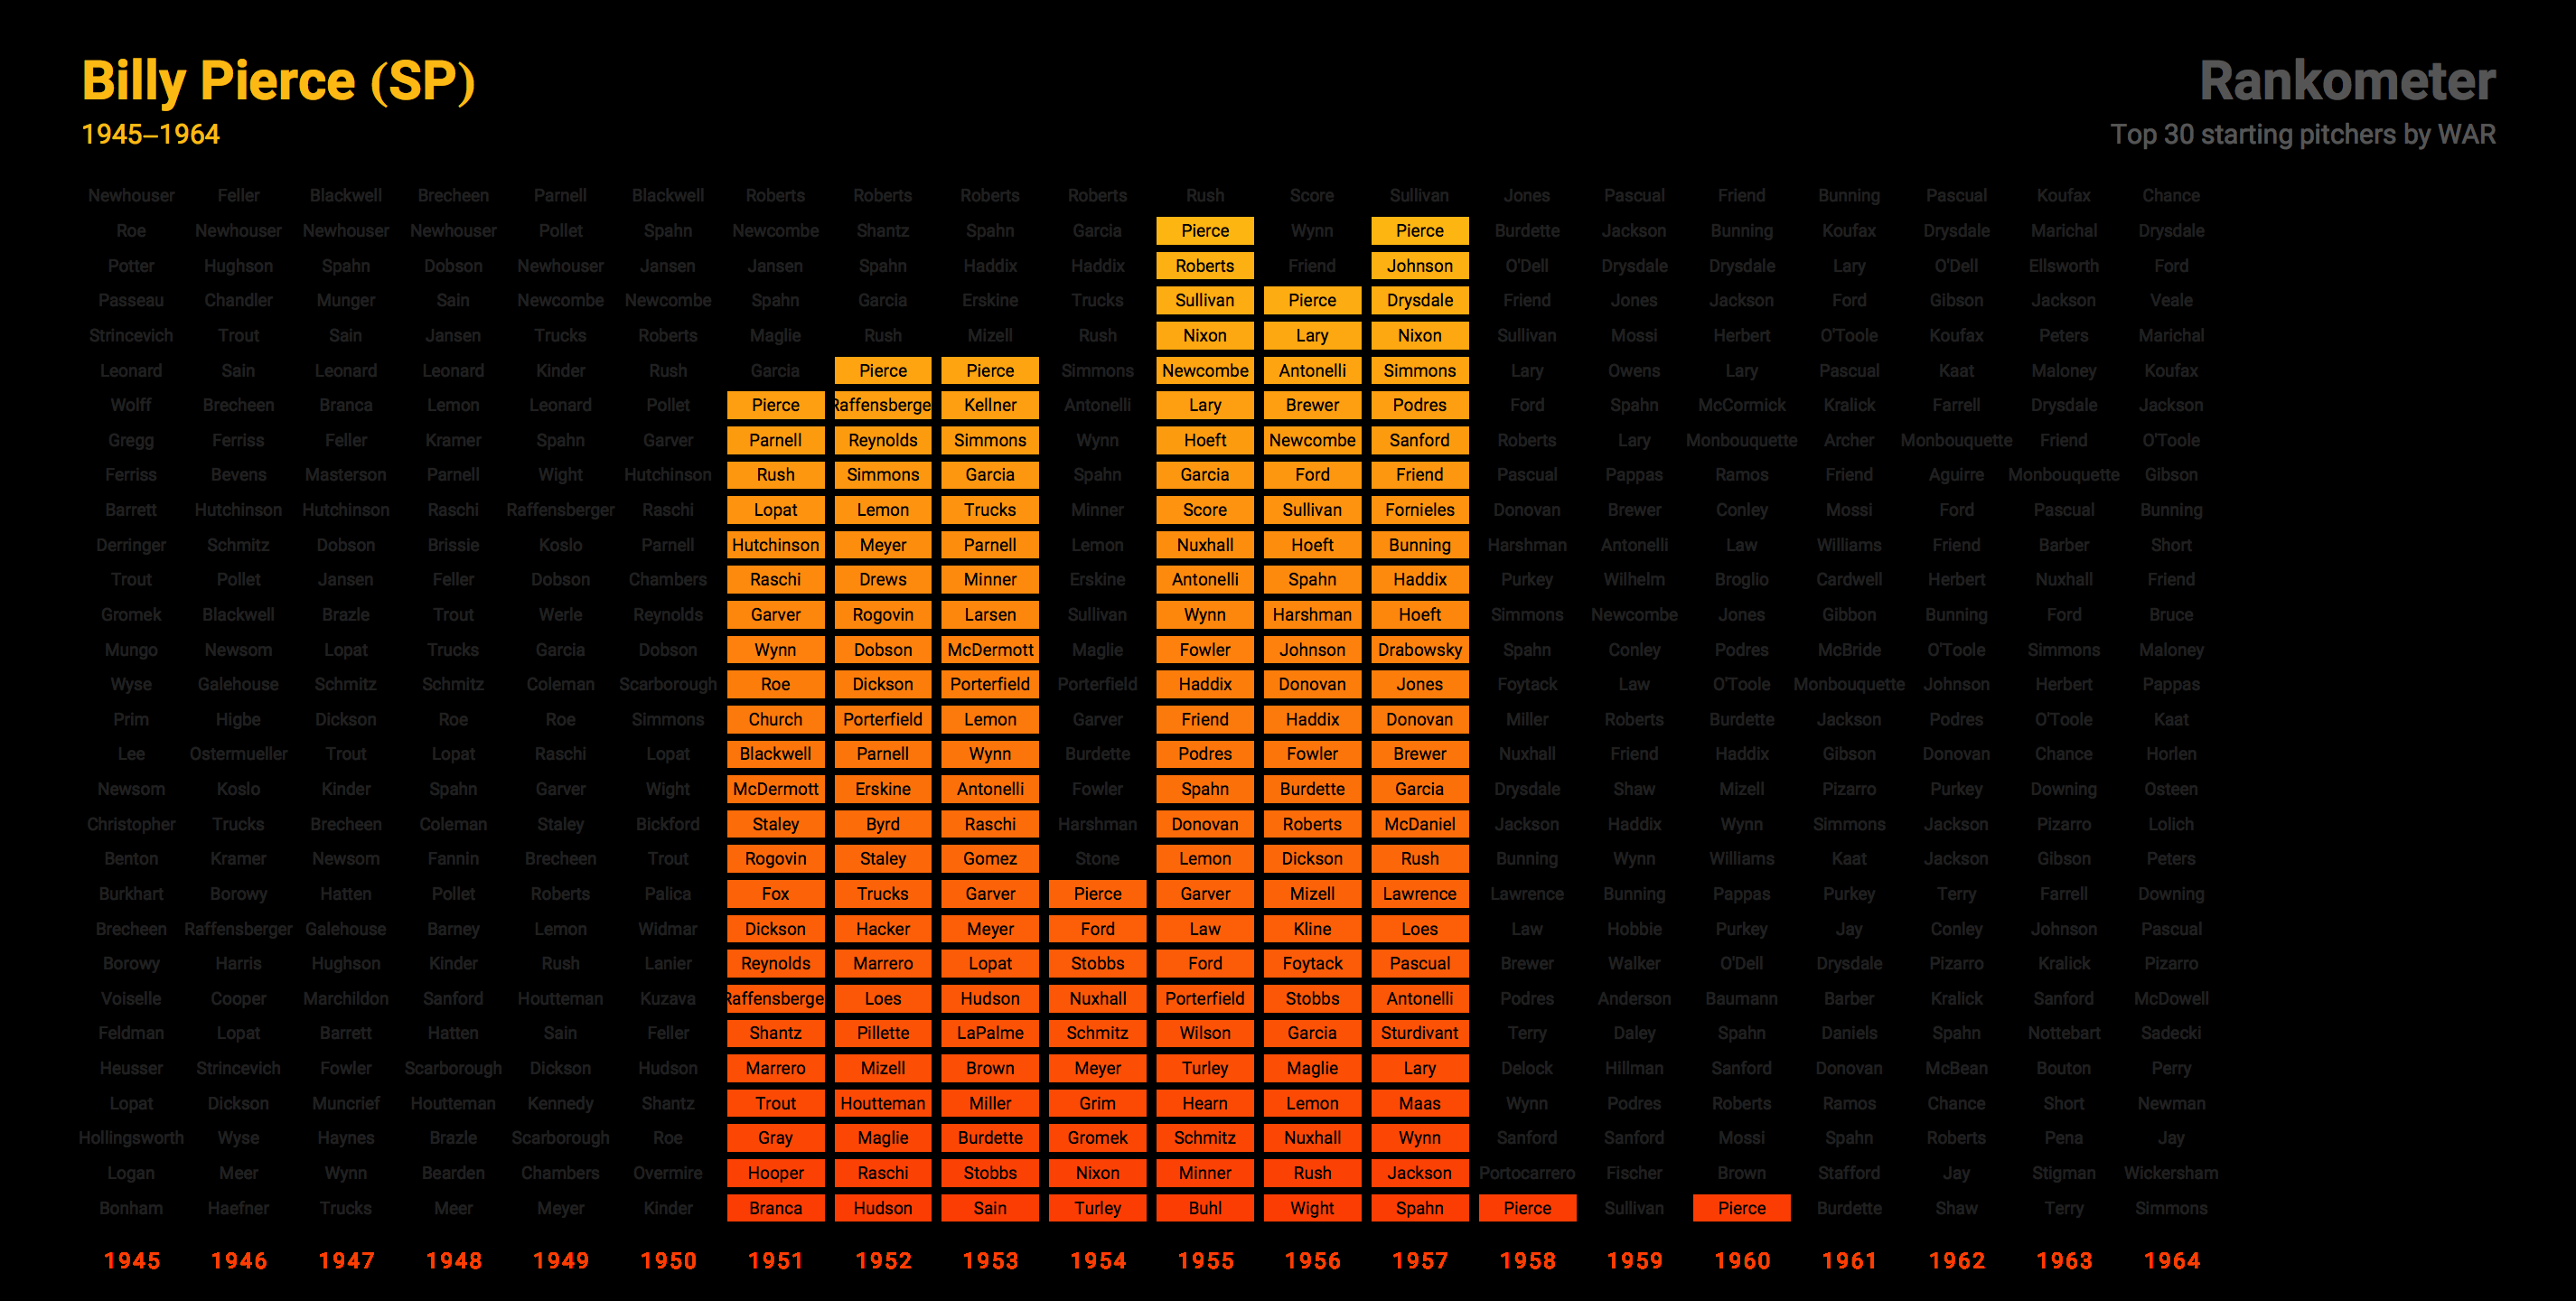 Billy Pierce (SP)
Rankometer
1945–1964
Top 30 starting pitchers by WAR
Newhouser Feller Blackwell Brecheen Parnell Blackwell Roberts Roberts Roberts Roberts Rush Score Sullivan Jones Pascual Friend Bunning Pascual Koufax Chance
Roe Newhouser Newhouser Newhouser Pollet Spahn Newcombe Shantz Spahn Garcia Pierce Wynn Pierce Burdette Jackson Bunning Koufax Drysdale Marichal Drysdale
Potter Hughson Spahn Dobson Newhouser Jansen Jansen Spahn Haddix Haddix Roberts Friend Johnson O'Dell Drysdale Drysdale Lary O'Dell Ellsworth Ford
Passeau Chandler Munger Sain Newcombe Newcombe Spahn Garcia Erskine Trucks Sullivan Pierce Drysdale Friend Jones Jackson Ford Gibson Jackson Veale
Strincevich Trout Sain Jansen Trucks Roberts Maglie Rush Mizell Rush Nixon Lary Nixon Sullivan Mossi Herbert O'Toole Koufax Peters Marichal
Leonard Sain Leonard Leonard Kinder Rush Garcia Pierce Pierce Simmons Newcombe Antonelli Simmons Lary Owens Lary Pascual Kaat Maloney Koufax
Wolff Brecheen Branca Lemon Leonard Pollet Pierce Raffensberge Kellner Antonelli Lary Brewer Podres Ford Spahn McCormick Kralick Farrell Drysdale Jackson
Gregg Ferriss Feller Kramer Spahn Garver Parnell Reynolds Simmons Wynn Hoeft Newcombe Sanford Roberts Lary Monbouquette Archer Monbouquette Friend O'Toole
Ferriss Bevens Masterson Parnell Wight Hutchinson Rush Simmons Garcia Spahn Garcia Ford Friend Pascual Pappas Ramos Friend Aguirre Monbouquette Gibson
Barrett Hutchinson Hutchinson Raschi Raffensberger Raschi Lopat Lemon Trucks Minner Score Sullivan Fornieles Donovan Brewer Conley Mossi Ford Pascual Bunning
Derringer Schmitz Dobson Brissie Koslo Parnell Hutchinson Meyer Parnell Lemon Nuxhall Hoeft Bunning Harshman Antonelli Law Williams Friend Barber Short
Trout Pollet Jansen Feller Dobson Chambers Raschi Drews Minner Erskine Antonelli Spahn Haddix Purkey Wilhelm Broglio Cardwell Herbert Nuxhall Friend
Gromek Blackwell Brazle Trout Werle Reynolds Garver Rogovin Larsen Sullivan Wynn Harshman Hoeft Simmons Newcombe Jones Gibbon Bunning Ford Bruce
Mungo Newsom Lopat Trucks Garcia Dobson Wynn Dobson McDermott Maglie Fowler Johnson Drabowsky Spahn Conley Podres McBride O'Toole Simmons Maloney
Wyse Galehouse Schmitz Schmitz Coleman Scarborough Roe Dickson Porterfield Porterfield Haddix Donovan Jones Foytack Law O'Toole Monbouquette Johnson Herbert Pappas
Prim Higbe Dickson Roe Roe Simmons Church Porterfield Lemon Garver Friend Haddix Donovan Miller Roberts Burdette Jackson Podres O'Toole Kaat
Lee Ostermueller Trout Lopat Raschi Lopat Blackwell Parnell Wynn Burdette Podres Fowler Brewer Nuxhall Friend Haddix Gibson Donovan Chance Horlen
Newsom Koslo Kinder Spahn Garver Wight McDermott Erskine Antonelli Fowler Spahn Burdette Garcia Drysdale Shaw Mizell Pizarro Purkey Downing Osteen
Christopher Trucks Brecheen Coleman Staley Bickford Staley Byrd Raschi Harshman Donovan Roberts McDaniel Jackson Haddix Wynn Simmons Jackson Pizarro Lolich
Benton Kramer Newsom Fannin Brecheen Trout Rogovin Staley Gomez Stone Lemon Dickson Rush Bunning Wynn Williams Kaat Jackson Gibson Peters
Burkhart Borowy Hatten Pollet Roberts Palica Fox Trucks Garver Pierce Garver Mizell Lawrence Lawrence Bunning Pappas Purkey Terry Farrell Downing
Brecheen Raffensberger Galehouse Barney Lemon Widmar Dickson Hacker Meyer Ford Law Kline Loes Law Hobbie Purkey Jay Conley Johnson Pascual
Borowy Harris Hughson Kinder Rush Lanier Reynolds Marrero Lopat Stobbs Ford Foytack Pascual Brewer Walker O'Dell Drysdale Pizarro Kralick Pizarro
Voiselle Cooper Marchildon Sanford Houtteman Kuzava Raffensberge Loes Hudson Nuxhall Porterfield Stobbs Antonelli Podres Anderson Baumann Barber Kralick Sanford McDowell
Feldman Lopat Barrett Hatten Sain Feller Shantz Pillette LaPalme Schmitz Wilson Garcia Sturdivant Terry Daley Spahn Daniels Spahn Nottebart Sadecki
Heusser Strincevich Fowler Scarborough Dickson Hudson Marrero Mizell Brown Meyer Turley Maglie Lary Delock Hillman Sanford Donovan McBean Bouton Perry
Lopat Dickson Muncrief Houtteman Kennedy Shantz Trout Houtteman Miller Grim Hearn Lemon Maas Wynn Podres Roberts Ramos Chance Short Newman
Hollingsworth Wyse Haynes Brazle Scarborough Roe Gray Maglie Burdette Gromek Schmitz Nuxhall Wynn Sanford Sanford Mossi Spahn Roberts Pena Jay
Logan Meer Wynn Bearden Chambers Overmire Hooper Raschi Stobbs Nixon Minner Rush Jackson Portocarrero Fischer Brown Stafford Jay Stigman Wickersham
Bonham Haefner Trucks Meer Meyer Kinder Branca Hudson Sain Turley Buhl Wight Spahn Pierce Sullivan Pierce Burdette Shaw Terry Simmons
1945 1946 1947 1948 1949 1950 1951 1952 1953 1954 1955 1956 1957 1958 1959 1960 1961 1962 1963 1964